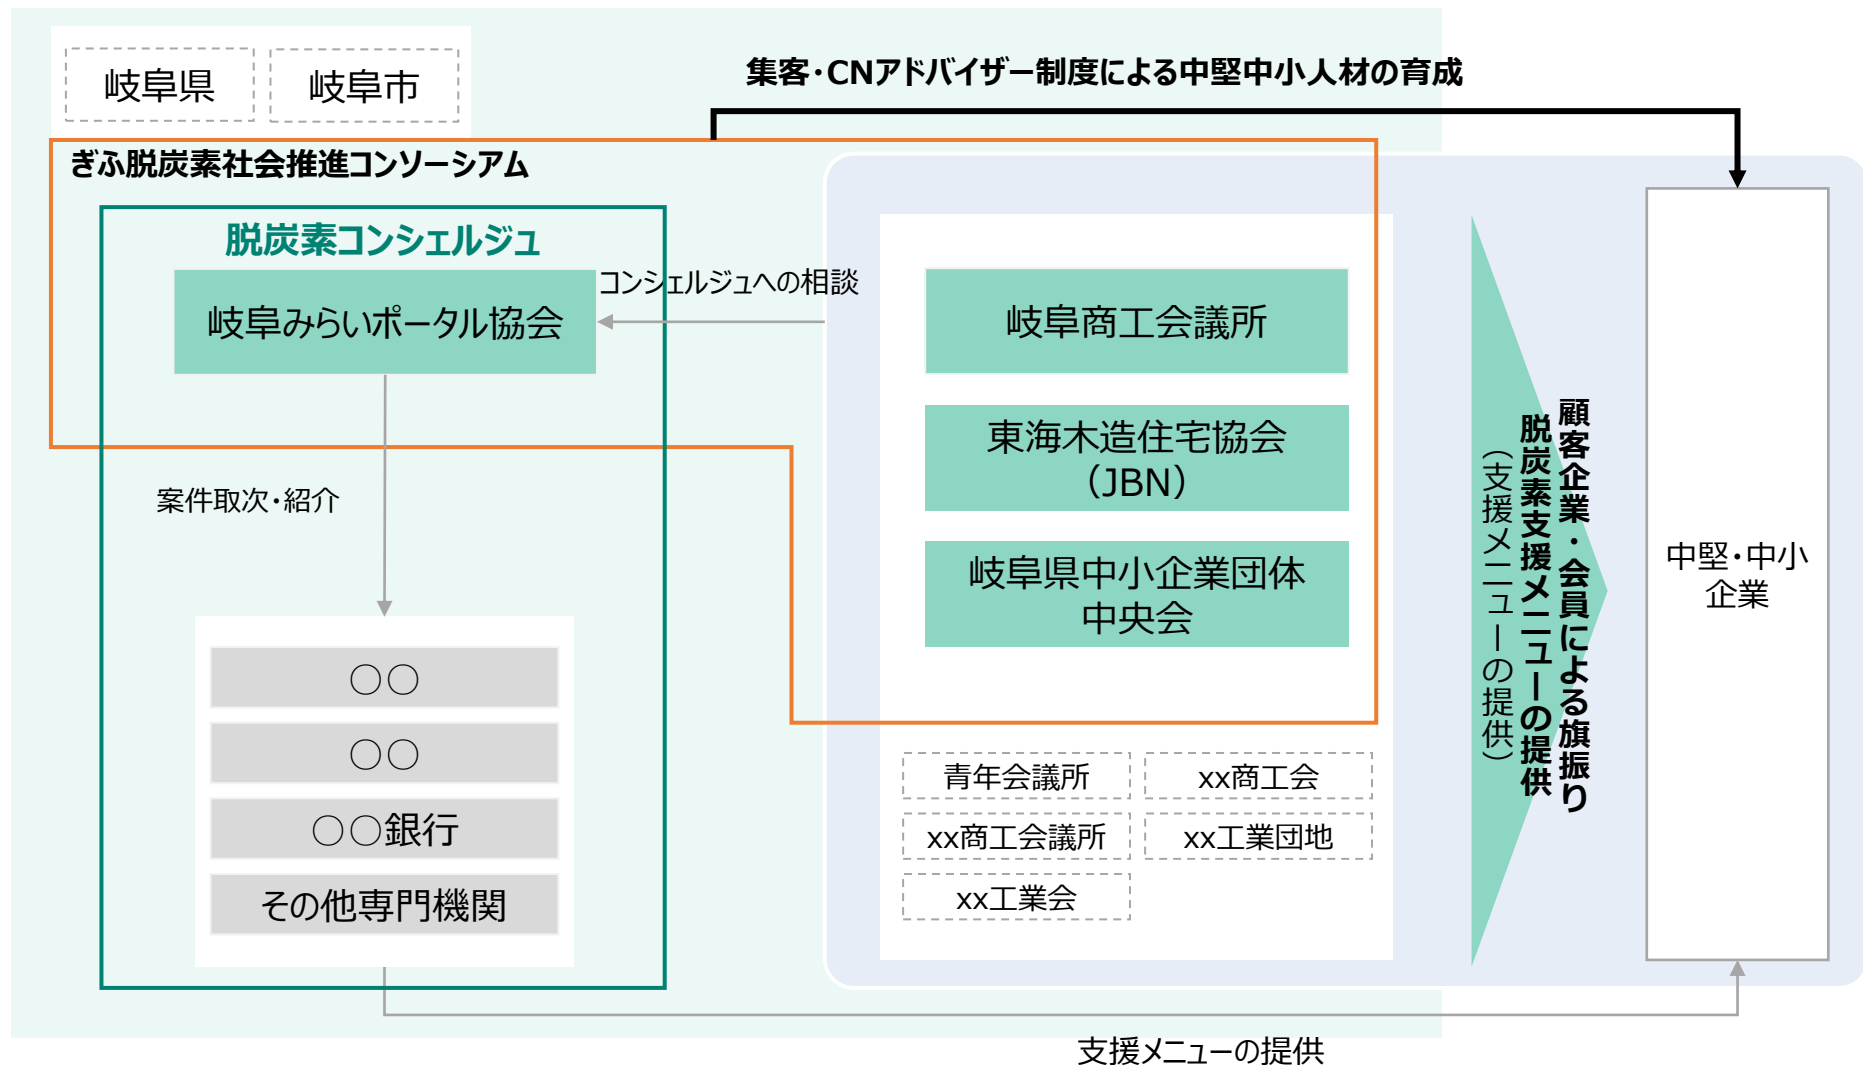 岐阜県
岐阜市
集客・CNアドバイザー制度による中堅中小人材の育成
ぎふ脱炭素社会推進コンソーシアム
脱炭素コンシェルジュ
岐阜みらいポータル協会
コンシェルジュへの相談
案件取次・紹介
○○
○○
○○銀行
その他専門機関
岐阜商工会議所
東海木造住宅協会
（JBN）
岐阜県中小企業団体
中央会
青年会議所
xx商工会
xx商工会議所
xx工業団地
xx工業会
顧客企業・会員による旗振り
脱炭素支援メニューの提供
（支援メニューの提供）
中堅・中小
企業
支援メニューの提供